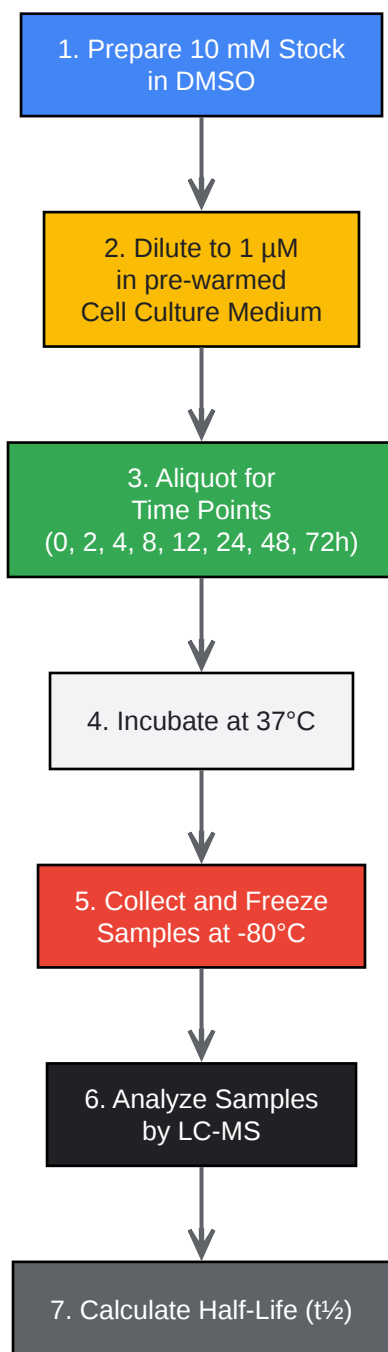 1. Prepare 10 mM Stock
in DMSO
2. Dilute to 1 µM
in pre-warmed
Cell Culture Medium
3. Aliquot for
Time Points
(0, 2, 4, 8, 12, 24, 48, 72h)
4. Incubate at 37°C
5. Collect and Freeze
Samples at -80°C
6. Analyze Samples
by LC-MS
7. Calculate Half-Life (t½)